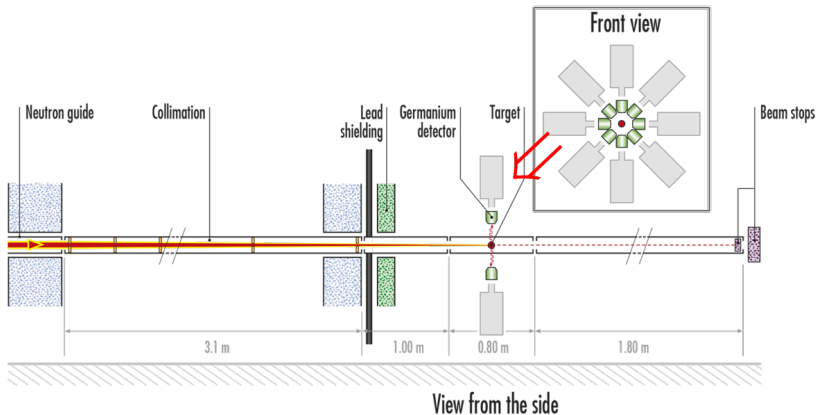 Front view
Neutron guide
Collimation
Lead
shielding
Germanium
detector
Target
Beam stops
3.1 m
1.00 m
0.80 m
1.80 m
View from the side